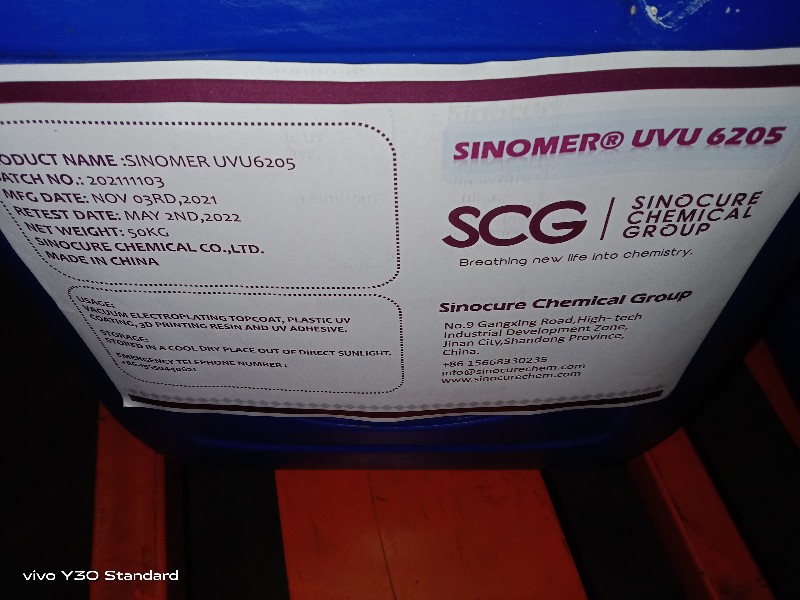 ODUCT NAME :SINOMER UVU6205
BATCH NO.: 202111103
MFG DATE: NOV 03RD,2021
RETEST DATE: MAY 2ND,2022
NET WEIGHT: 50KG
SINOCURE CHEMICAL CO.,LTD.
MADE IN CHINA
USAGE:
VACUUM ELECTROPLATING TOPCOAT, PLASTIC UV
COATING, 3D PRINTING RESIN AND UV ADHESIVE.
STORAGE:
STORED IN A COOL DRY PLACE OUT OF DIRECT SUNLIGHT.
EMERGENCY TELEPHONE NUMBER :
SINOMER® UVU 6205
SCG
SINOCURE
CHEMICAL
GROUP
Breathing new life into chemistry.
Sinocure Chemical Group
No.9 Gangxing Road,High- tech
Industrial Development Zone,
Jinan City,Shandong Province,
China.
+86 15668330235
info@sinocurechem.com
www.sinocurechem.com
vivo Y30 Standard